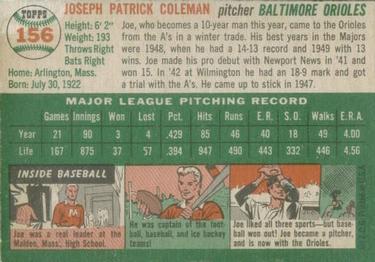 TOPPS
156
JOSEPH PATRICK COLEMAN pitcher BALTIMORE ORIOLES
Height: 6' 2"
Weight: 193
Throws Right
Bats Right
Home: Arlington, Mass.
Born: July 30, 1922
Joe, who becomes a 10-year man this year, came to the Orioles
from the A's in a winter trade. His best years in the Majors
were 1948, when he had a 14-13 record and 1949 with 13
wins. Joe made his pro debut with Newport News in '41 and
won 15. In '42 at Wilmington he had an 18-9 mark and got
a trial with the A's. He came up to stick in 1947.
MAJOR LEAGUE PITCHING RECORD
Games Innings Won Lost Pct. Hits Runs E.R. S.O. Walks E.R.A.
Year 21 90 3 4 .429 85 46 40 18 49 4.00
Life 167 875 37 57 .394 947 490 432 300 446 4.56
INSIDE BASEBALL
Joe was a real leader at the
Malden, Mass., High School.
He was captain of the foot-
ball, baseball, and ice hockey
teams!
Joe liked all three sports—but base-
ball won out! Joe became a pitcher,
and is now with the Orioles.